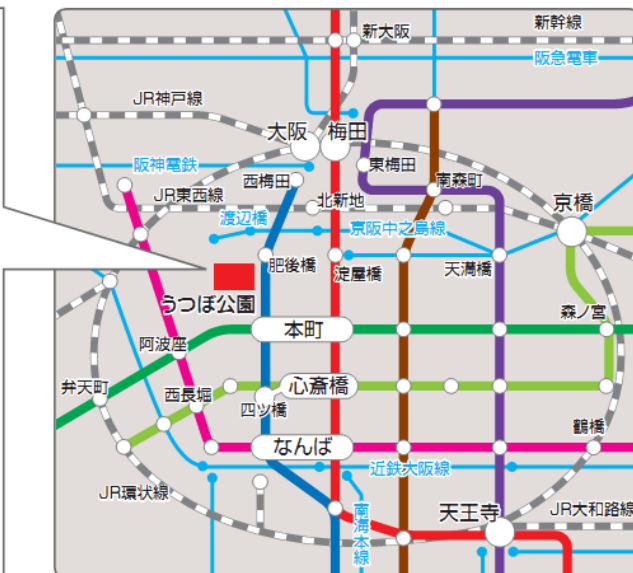 新大阪
新幹線
阪急電車
JR神戸線
大阪
梅田
阪神電鉄
東梅田
西梅田
南森町
JR東西線
北新地
京橋
渡辺橋
京阪中之島線
肥後橋
淀屋橋
天満橋
うつぼ公園
森ノ宮
本町
阿波座
弁天町
西長堀
心斎橋
四ツ橋
鶴橋
なんば
近鉄大阪線
JR環状線
南海本線
天王寺
JR大和路線